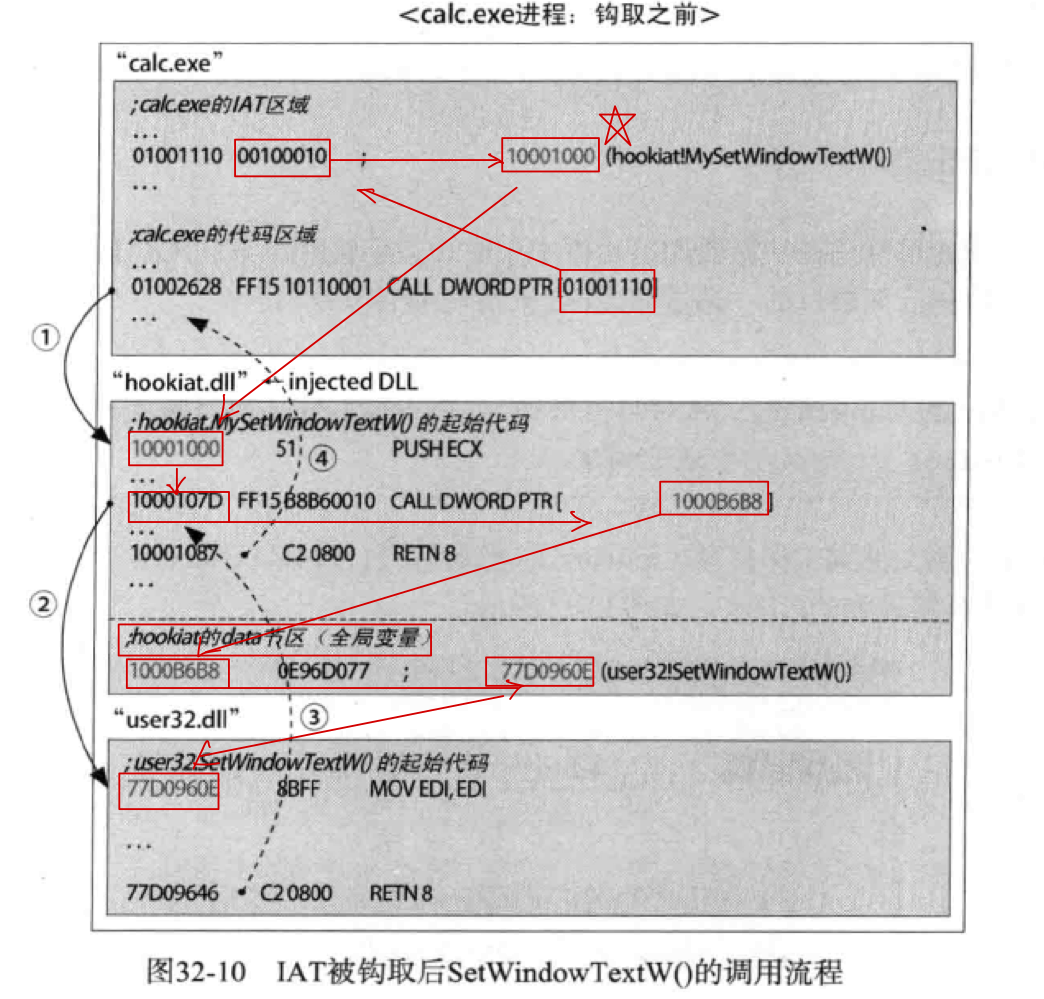 <calc.exe进程：钩取之前>
“calc.exe”
;calc.exe的IAT区域
...
01001110 00100010 ; 10001000 (hookiat!MySetWindowTextW())
...
;calc.exe的代码区域
...
01002628 FF15 10110001 CALL DWORD PTR [01001110]
...
①
“hookiat.dll” ← injected DLL
;hookiat.MySetWindowTextW() 的起始代码
10001000 51 PUSH ECX
④
...
1000107D FF15 B8B60010 CALL DWORD PTR [ 1000B6B8 ]
...
10001087 C2 0800 RETN 8
...
②
;hookiat的data节区（全局变量）
1000B6B8 0E96D077 ; 77D0960E (user32!SetWindowTextW())
“user32.dll” ③
;user32.SetWindowTextW() 的起始代码
77D0960E 8BFF MOV EDI, EDI
...
77D09646 C2 0800 RETN 8
图32-10 IAT被钩取后SetWindowTextW()的调用流程